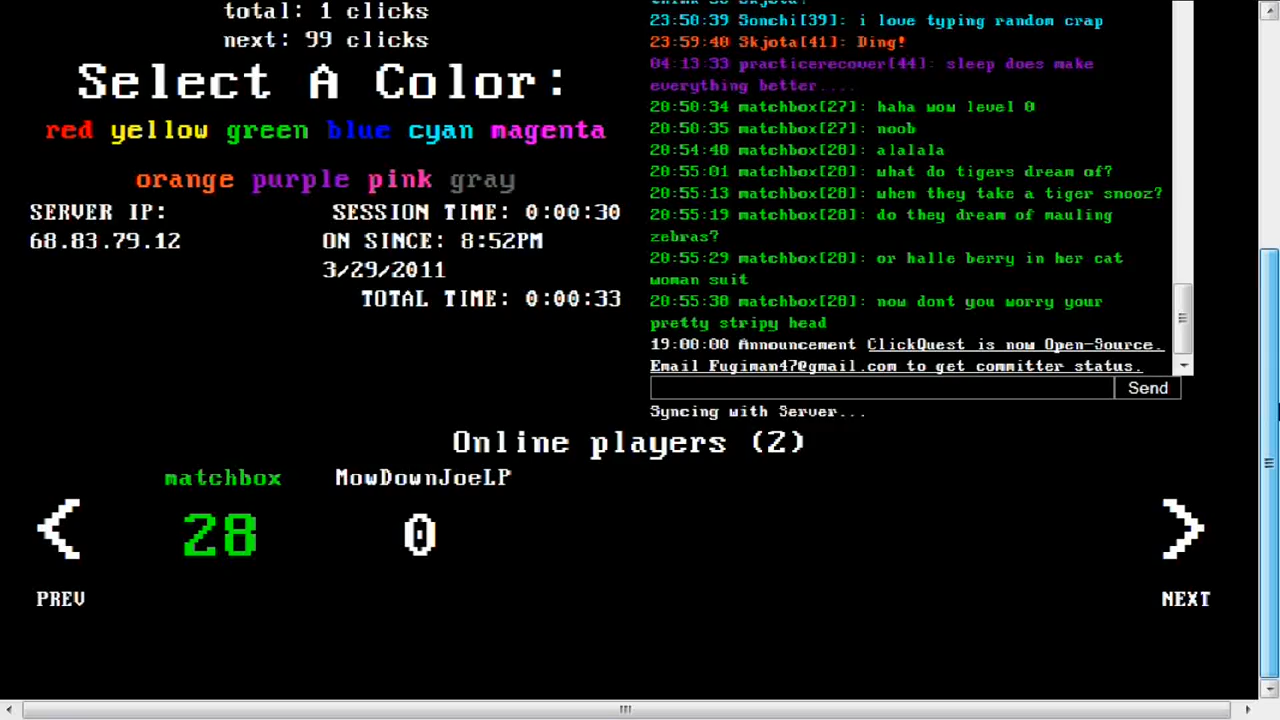 total: 1 clicks
next: 99 clicks
Select A Color:
red yellow green blue cyan magenta
orange purple pink gray
SERVER IP:
68.83.79.12
SESSION TIME: 0:00:30
ON SINCE: 8:52PM
3/29/2011
TOTAL TIME: 0:00:33
23:50:39 Sonchi[39]: i love typing random crap
23:59:40 Skjota[41]: Ding!
04:13:33 practicerecover[44]: sleep does make
everything better....
20:50:34 matchbox[27]: haha wow level 0
20:50:35 matchbox[27]: noob
20:54:40 matchbox[28]: alalala
20:55:01 matchbox[28]: what do tigers dream of?
20:55:13 matchbox[28]: when they take a tiger snooz?
20:55:19 matchbox[28]: do they dream of mauling
zebras?
20:55:29 matchbox[28]: or halle berry in her cat
woman suit
20:55:38 matchbox[28]: now dont you worry your
pretty stripy head
19:00:00 Announcement ClickQuest is now Open-Source.
Email Fugiman47@gmail.com to get committer status.
Send
Syncing with Server...
Online players (2)
matchbox MowDownJoeLP
< 28 0 >
PREV NEXT